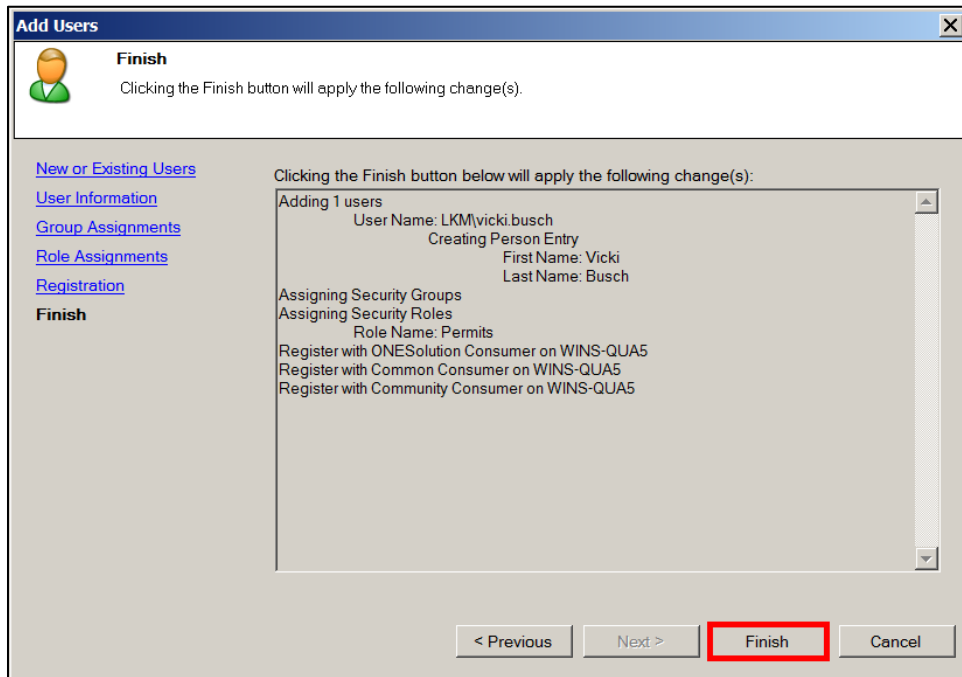 Add Users
Finish
Clicking the Finish button will apply the following change(s).
New or Existing Users
User Information
Group Assignments
Role Assignments
Registration
Finish
Clicking the Finish button below will apply the following change(s):
Adding 1 users
User Name: LKM\vicki.busch
Creating Person Entry
First Name: Vicki
Last Name: Busch
Assigning Security Groups
Assigning Security Roles
Role Name: Permits
Register with ONESolution Consumer on WINS-QUA5
Register with Common Consumer on WINS-QUA5
Register with Community Consumer on WINS-QUA5
< Previous
Next >
Finish
Cancel